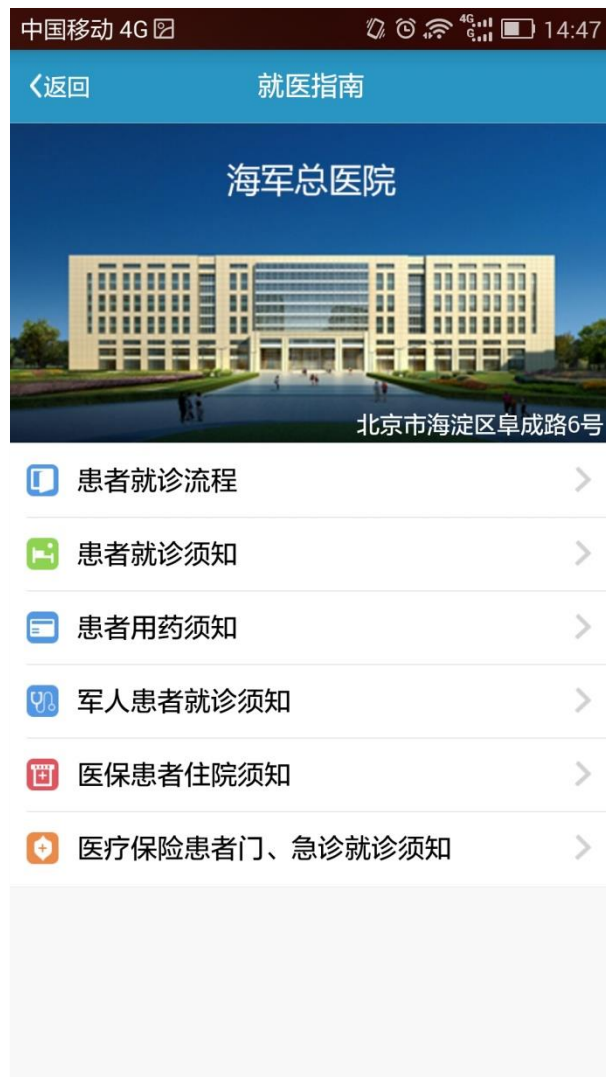 中国移动 4G 14:47
返回 就医指南
海军总医院
北京市海淀区阜成路6号
患者就诊流程
患者就诊须知
患者用药须知
军人患者就诊须知
医保患者住院须知
医疗保险患者门、急诊就诊须知